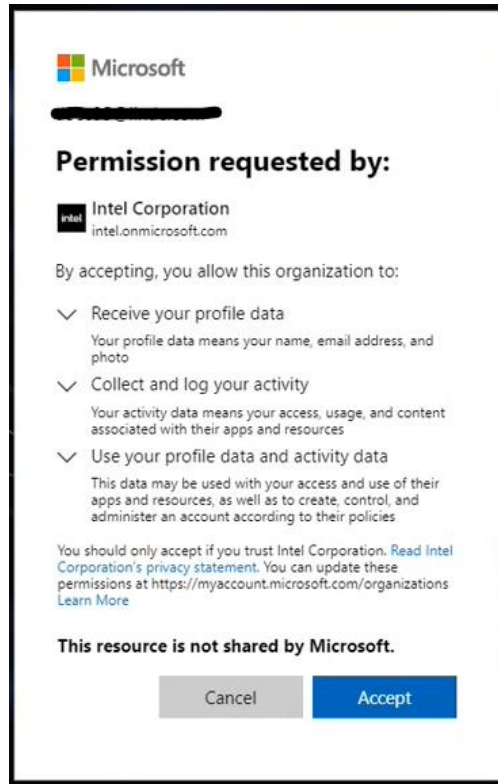 Microsoft
Permission requested by:
intel
Intel Corporation
intel.onmicrosoft.com
By accepting, you allow this organization to:
Receive your profile data
Your profile data means your name, email address, and
photo
Collect and log your activity
Your activity data means your access, usage, and content
associated with their apps and resources
Use your profile data and activity data
This data may be used with your access and use of their
apps and resources, as well as to create, control, and
administer an account according to their policies
You should only accept if you trust Intel Corporation. Read Intel
Corporation's privacy statement. You can update these
permissions at https://myaccount.microsoft.com/organizations
Learn More
This resource is not shared by Microsoft.
Cancel
Accept